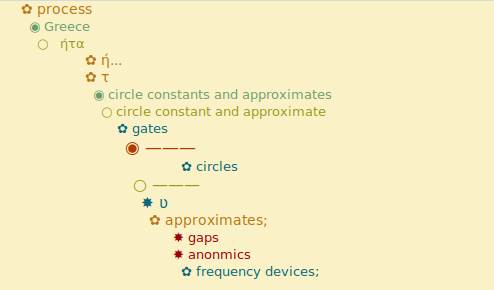 ✿ process
◉ Greece
○ ήτα
✿ ή...
✿ τ
◉ circle constants and approximates
○ circle constant and approximate
✿ gates
◉ ———
✿ circles
○ ———
✸ υ
✿ approximates;
✸ gaps
✸ anonmics
✿ frequency devices;